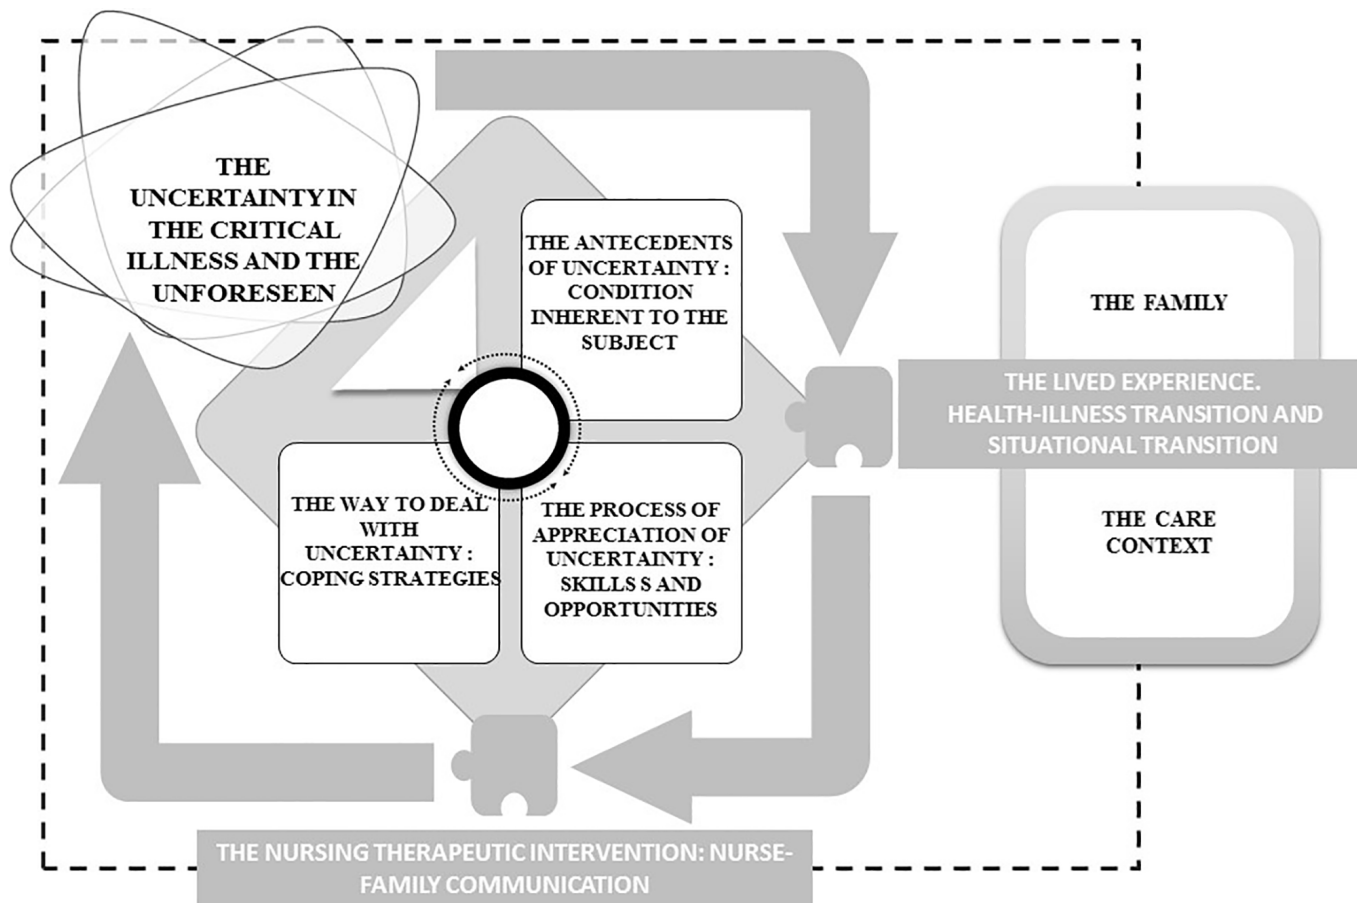 THE
UNCERTAINTY IN
THE CRITICAL
ILLNESS AND THE
UNFORESEEN
THE ANTECEDENTS
OF UNCERTAINTY :
CONDITION
INHERENT TO THE
SUBJECT
THE FAMILY
THE LIVED EXPERIENCE.
HEALTH-ILLNESS TRANSITION AND
SITUATIONAL TRANSITION
THE WAY TO DEAL
WITH
UNCERTAINTY :
COPING STRATEGIES
THE PROCESS OF
APPRECIATION OF
UNCERTAINTY :
SKILLS S AND
OPPORTUNITIES
THE CARE
CONTEXT
THE NURSING THERAPEUTIC INTERVENTION: NURSE-
FAMILY COMMUNICATION